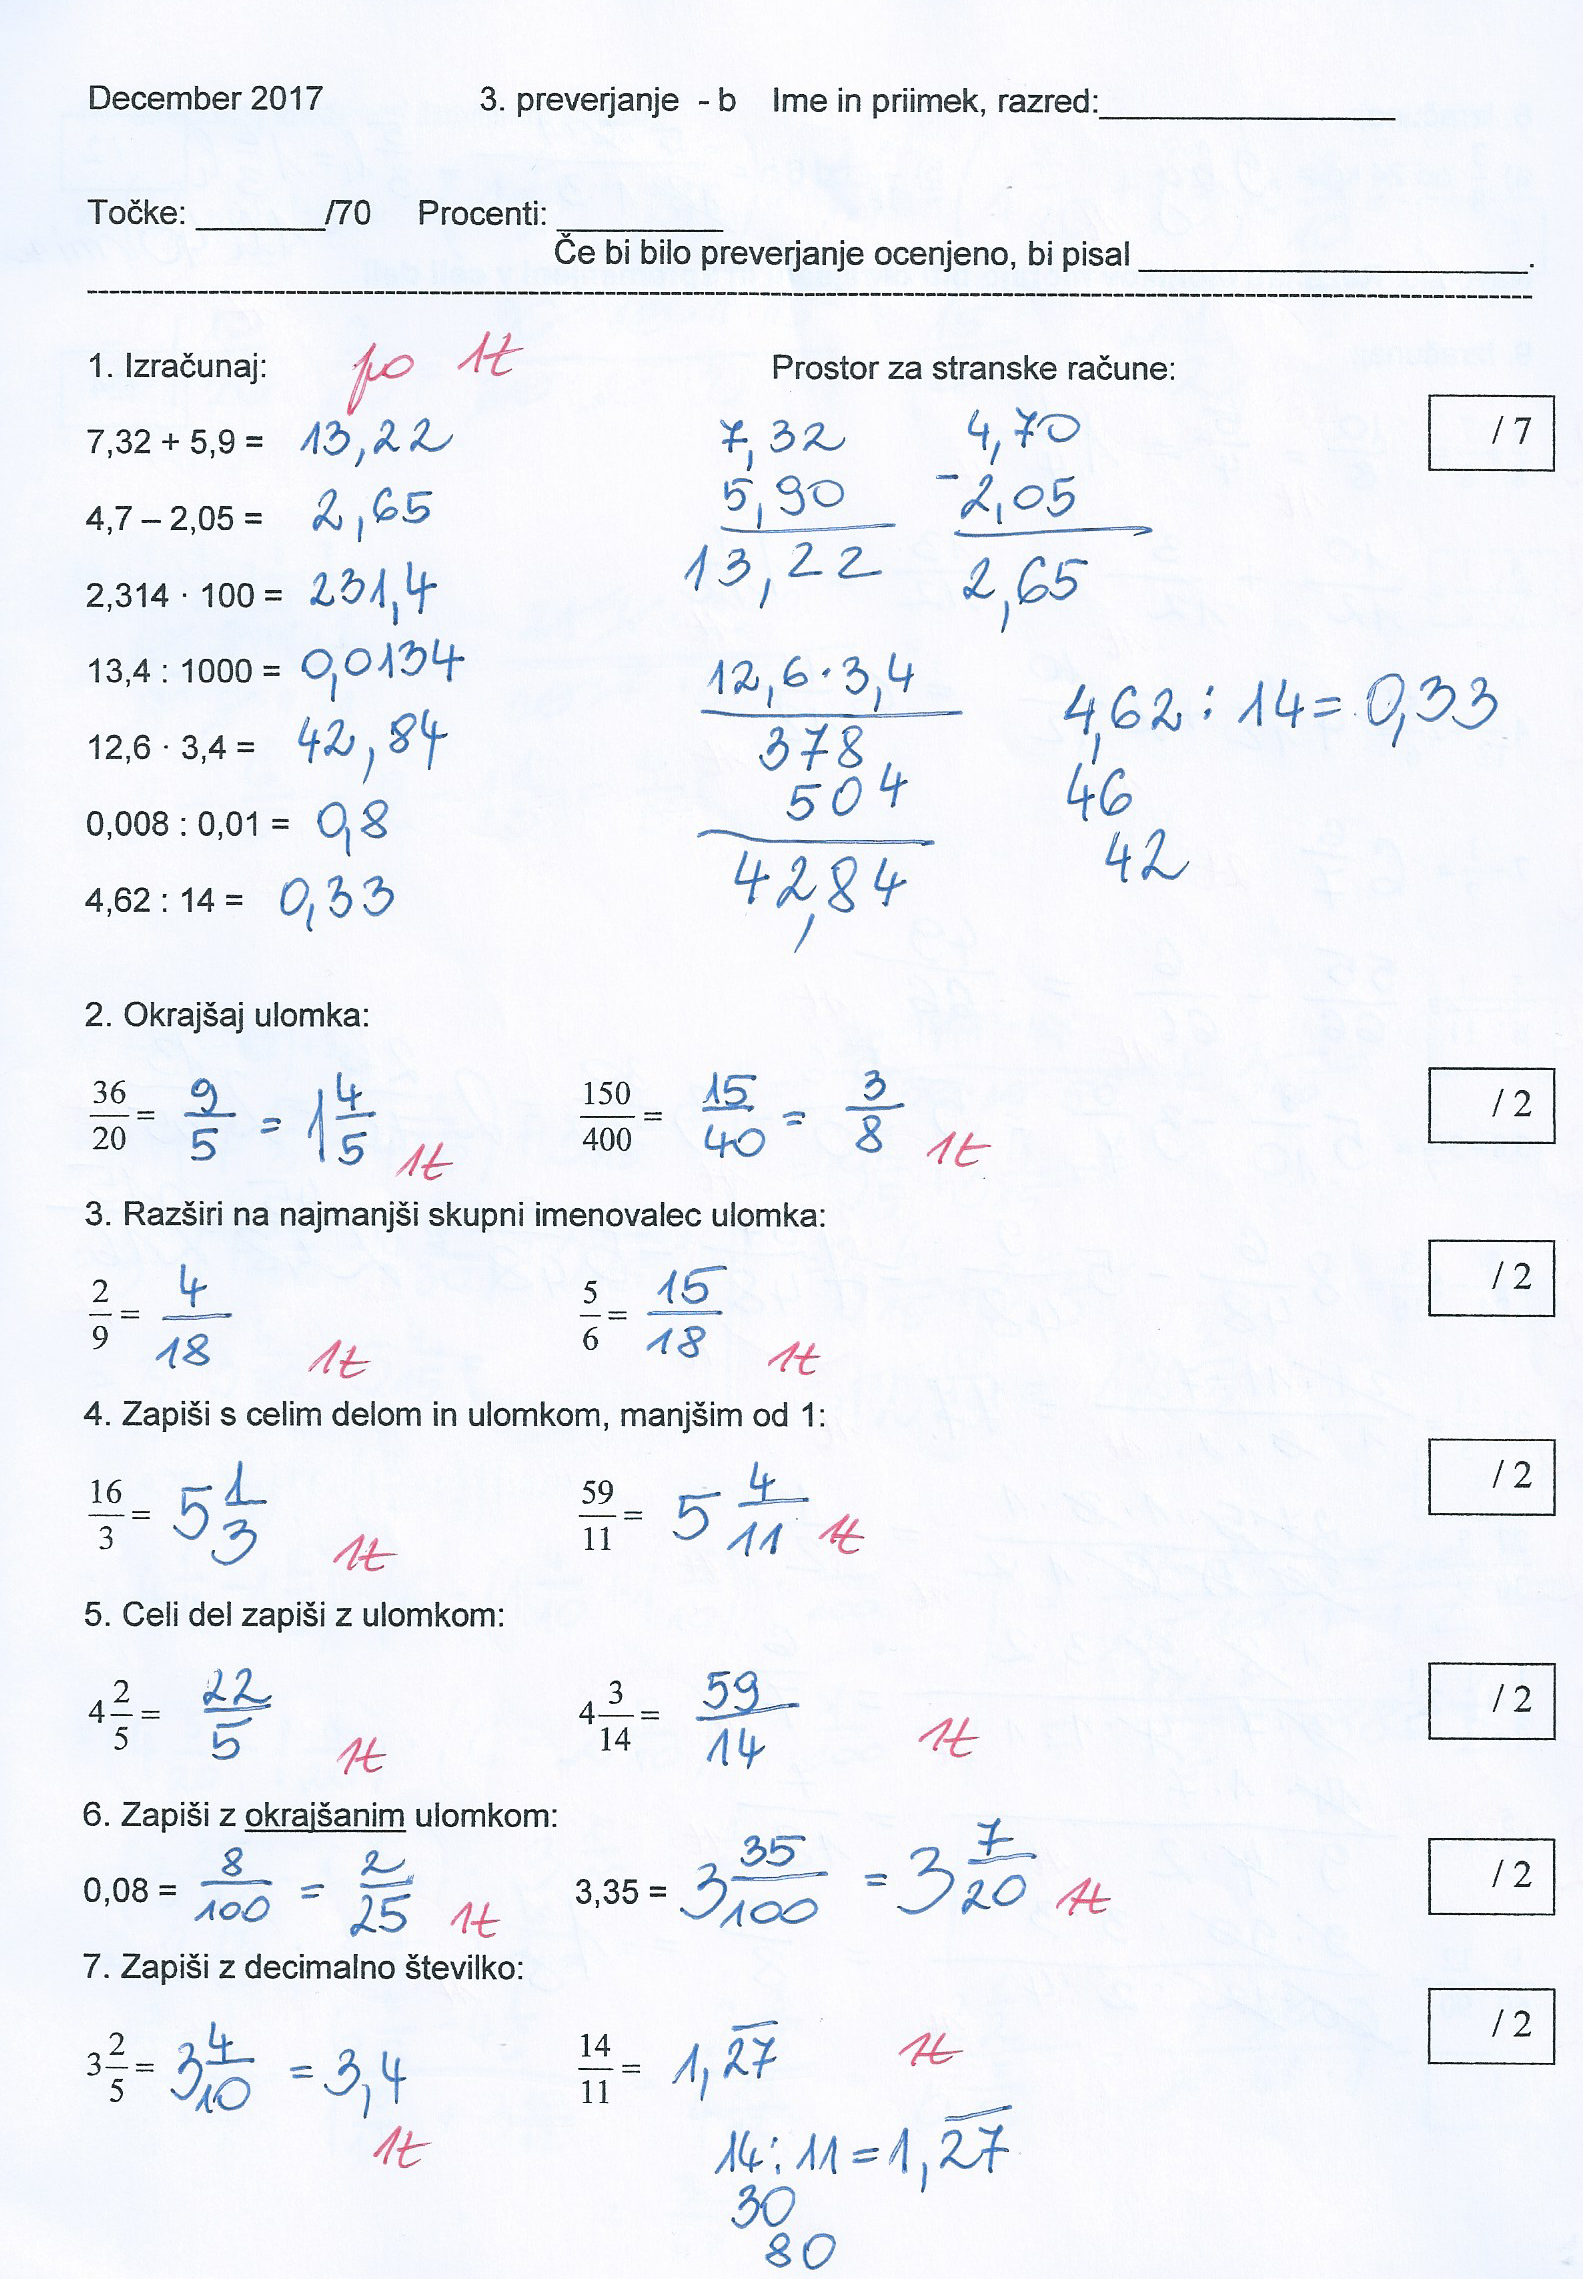 December 2017 3. preverjanje - b Ime in priimek, razred:_______________
Točke: _______/70 Procenti: _________
Če bi bilo preverjanje ocenjeno, bi pisal _____________________.
1. Izračunaj: po 1t Prostor za stranske račune:
/ 7
7,32 + 5,9 = 13,22
4,7 – 2,05 = 2,65
2,314 · 100 = 231,4
13,4 : 1000 = 0,0134
12,6 · 3,4 = 42,84
0,008 : 0,01 = 0,8
4,62 : 14 = 0,33
7,32
5,90
13,22
4,70
- 2,05
2,65
12,6 · 3,4
378
504
42,84
4,62 : 14 = 0,33
46
42
2. Okrajšaj ulomka:
36/20 = 9/5 = 1 4/5 1t 150/400 = 15/40 = 3/8 1t / 2
3. Razširi na najmanjši skupni imenovalec ulomka:
2/9 = 4/18 1t 5/6 = 15/18 1t / 2
4. Zapiši s celim delom in ulomkom, manjšim od 1:
16/3 = 5 1/3 1t 59/11 = 5 4/11 1t / 2
5. Celi del zapiši z ulomkom:
4 2/5 = 22/5 1t 4 3/14 = 59/14 1t / 2
6. Zapiši z okrajšanim ulomkom:
0,08 = 8/100 = 2/25 1t 3,35 = 3 35/100 = 3 7/20 1t / 2
7. Zapiši z decimalno številko:
3 2/5 = 3 4/10 = 3,4 1t 14/11 = 1,2̅7̅ 1t / 2
14 : 11 = 1,2̅7̅
30
80